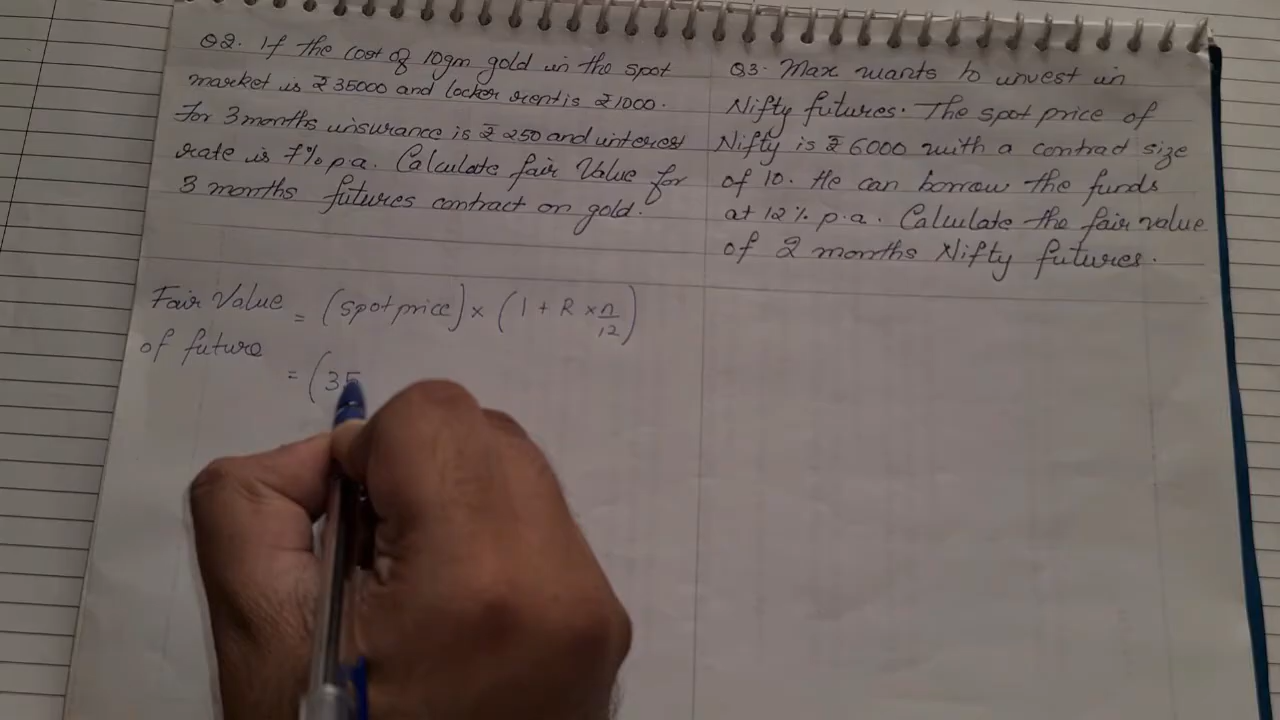 Q2. If the cost of 10gm gold in the spot
market is ₹35000 and locker rent is ₹1000.
For 3 months insurance is ₹ 250 and interest
rate is 7% p.a. Calculate fair Value for
3 months futures contract on gold.
Q3. Max wants to invest in
Nifty futures. The spot price of
Nifty is ₹6000 with a contract size
of 10. He can borrow the funds
at 12% p.a. Calculate the fair value
of 2 months Nifty futures.
Fair Value
of future
= (spot price) × (1 + R × n/12)
= (35